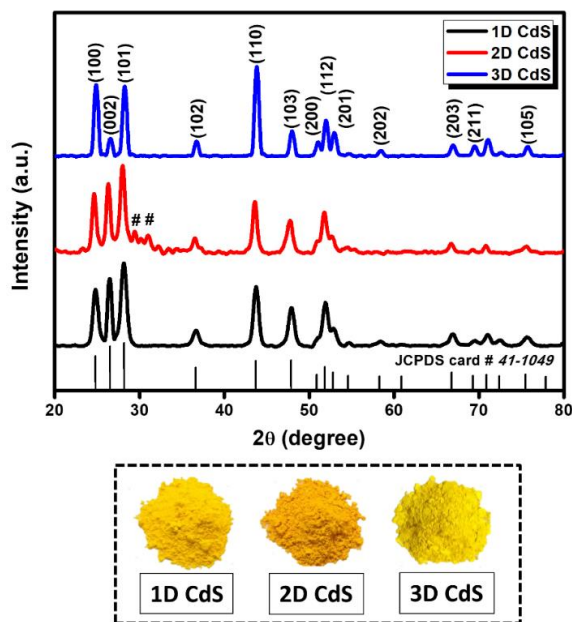 1D CdS
2D CdS
3D CdS
(100)
(002)
(101)
(102)
(110)
(103)
(200)
(112)
(201)
(202)
(203)
(211)
(105)
# #
Intensity (a.u.)
JCPDS card # 41-1049
20 30 40 50 60 70 80
2θ (degree)
1D CdS 2D CdS 3D CdS